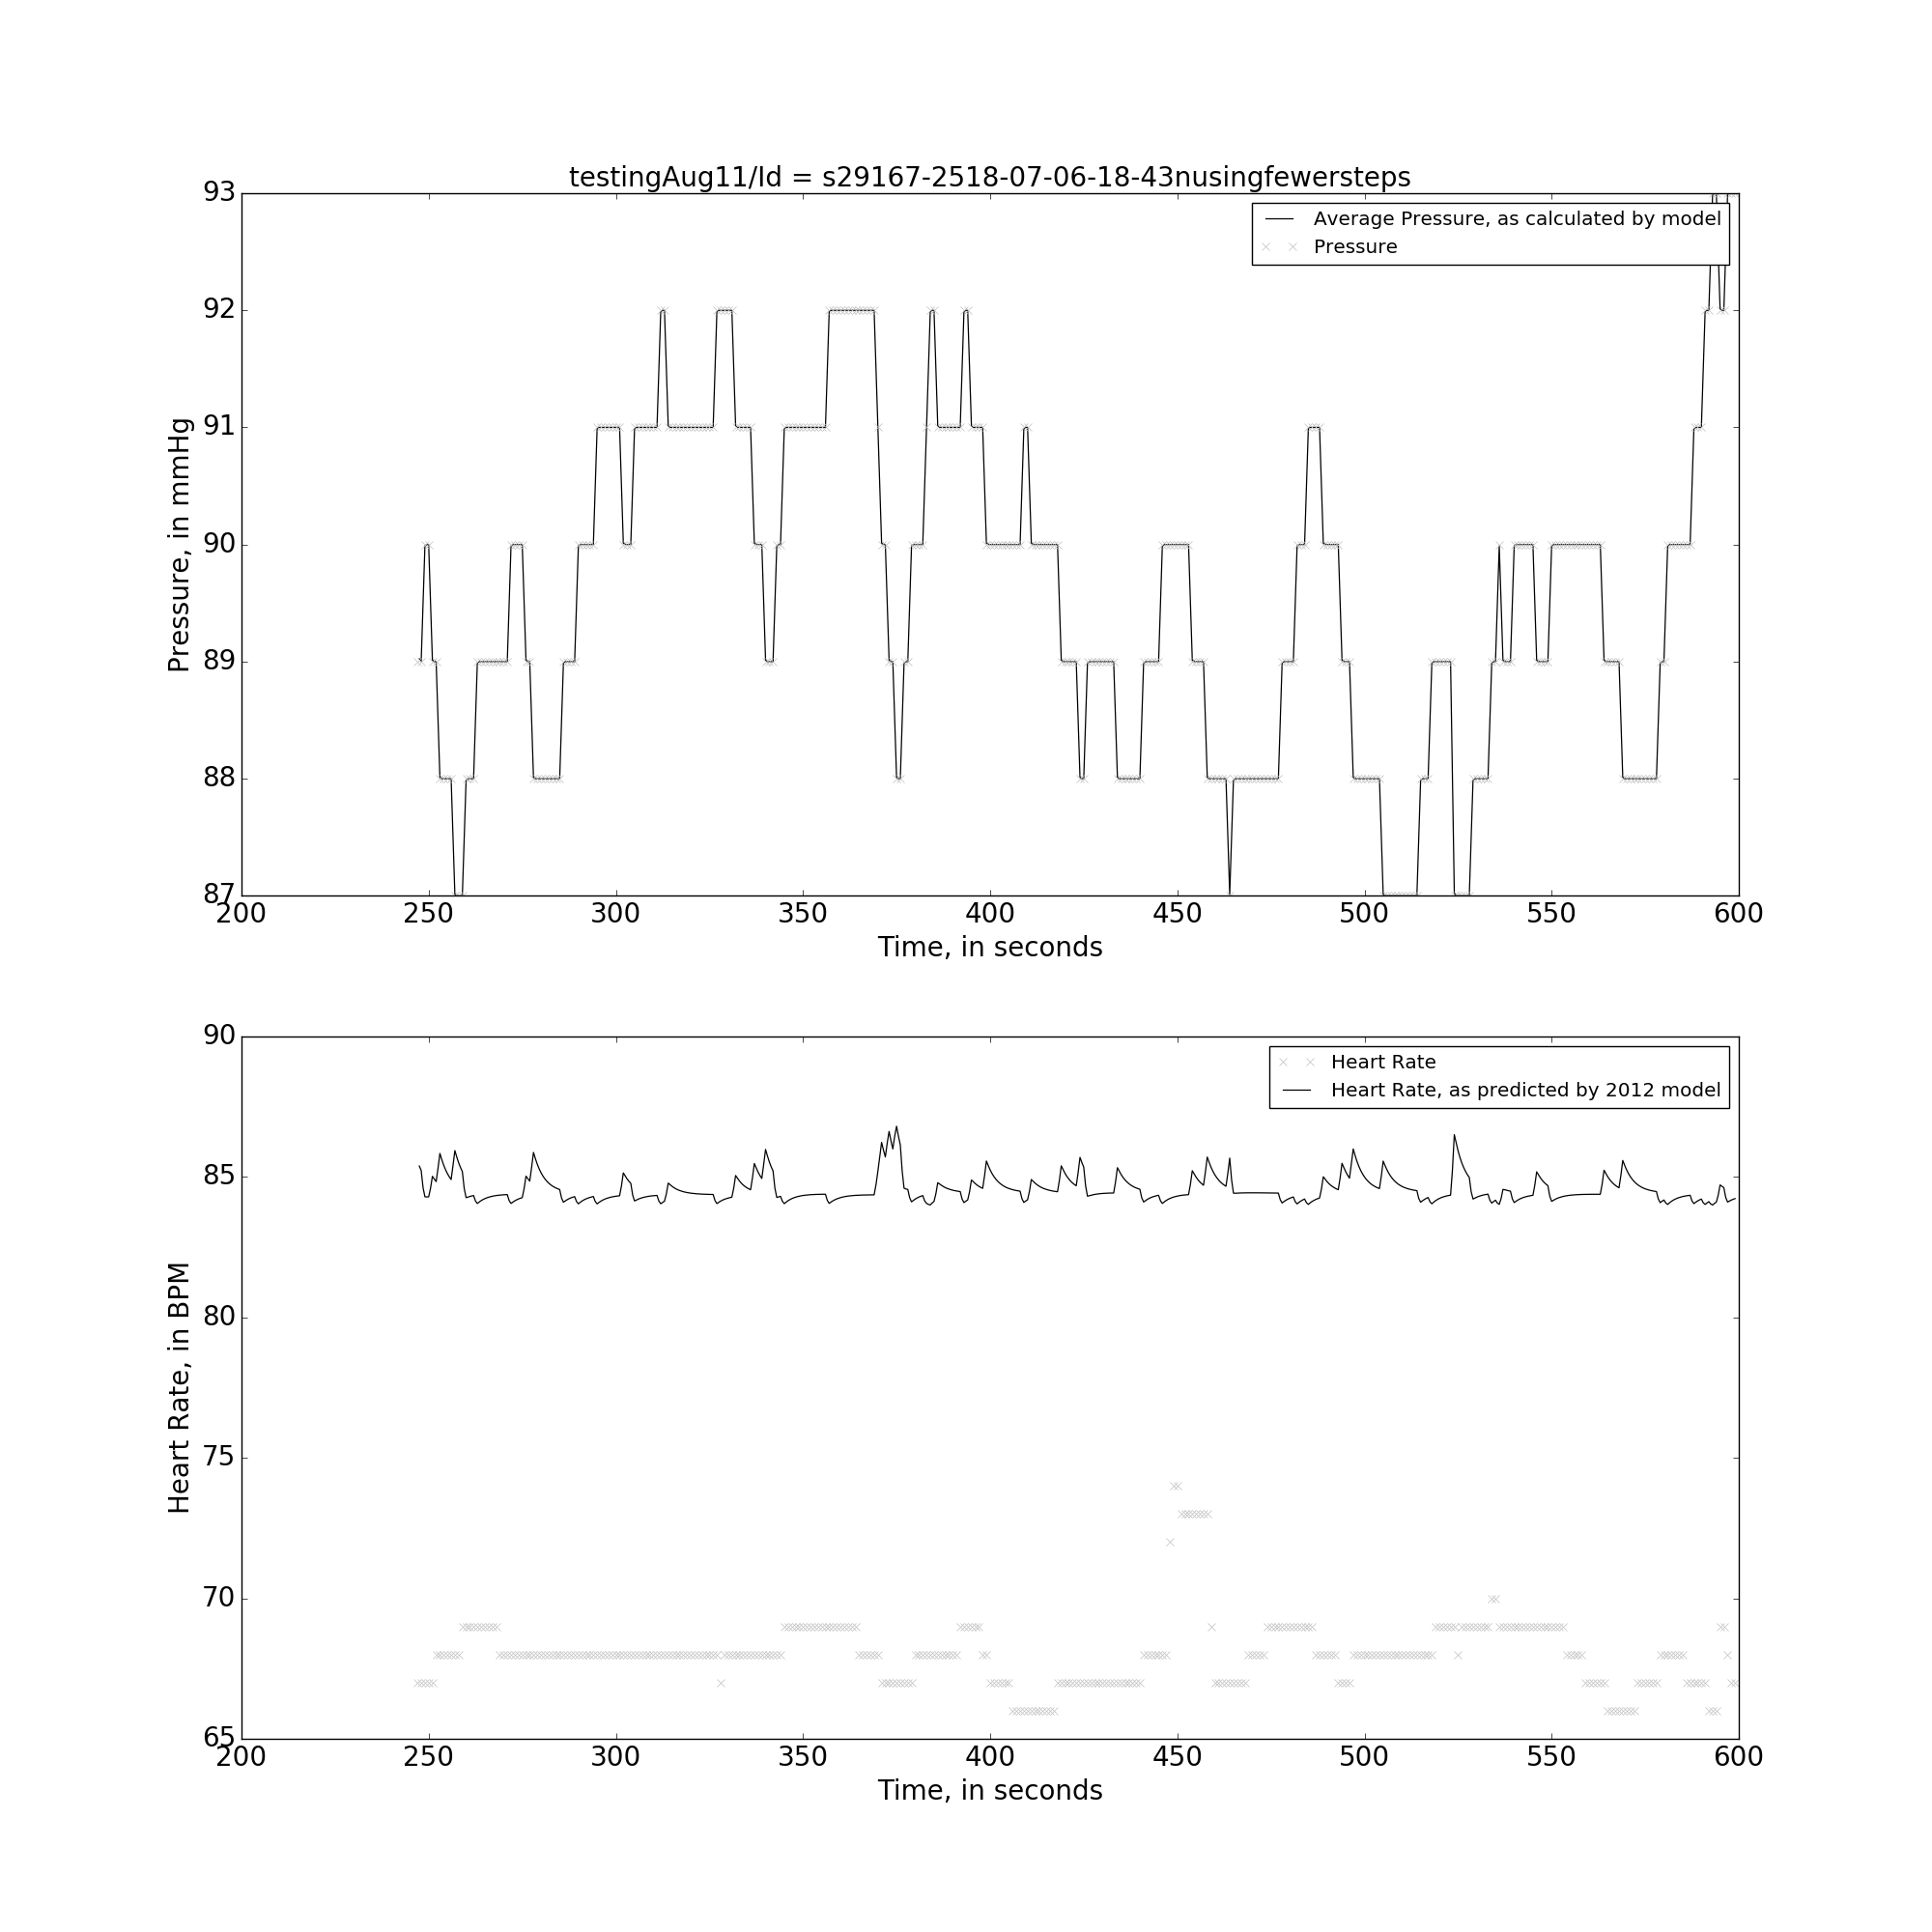 testingAug11/Id = s29167-2518-07-06-18-43nusingfewersteps
93
92
91
90
89
88
87
Pressure, in mmHg
Average Pressure, as calculated by model
Pressure
200 250 300 350 400 450 500 550 600
Time, in seconds
90
85
80
75
70
65
Heart Rate, in BPM
Heart Rate
Heart Rate, as predicted by 2012 model
200 250 300 350 400 450 500 550 600
Time, in seconds